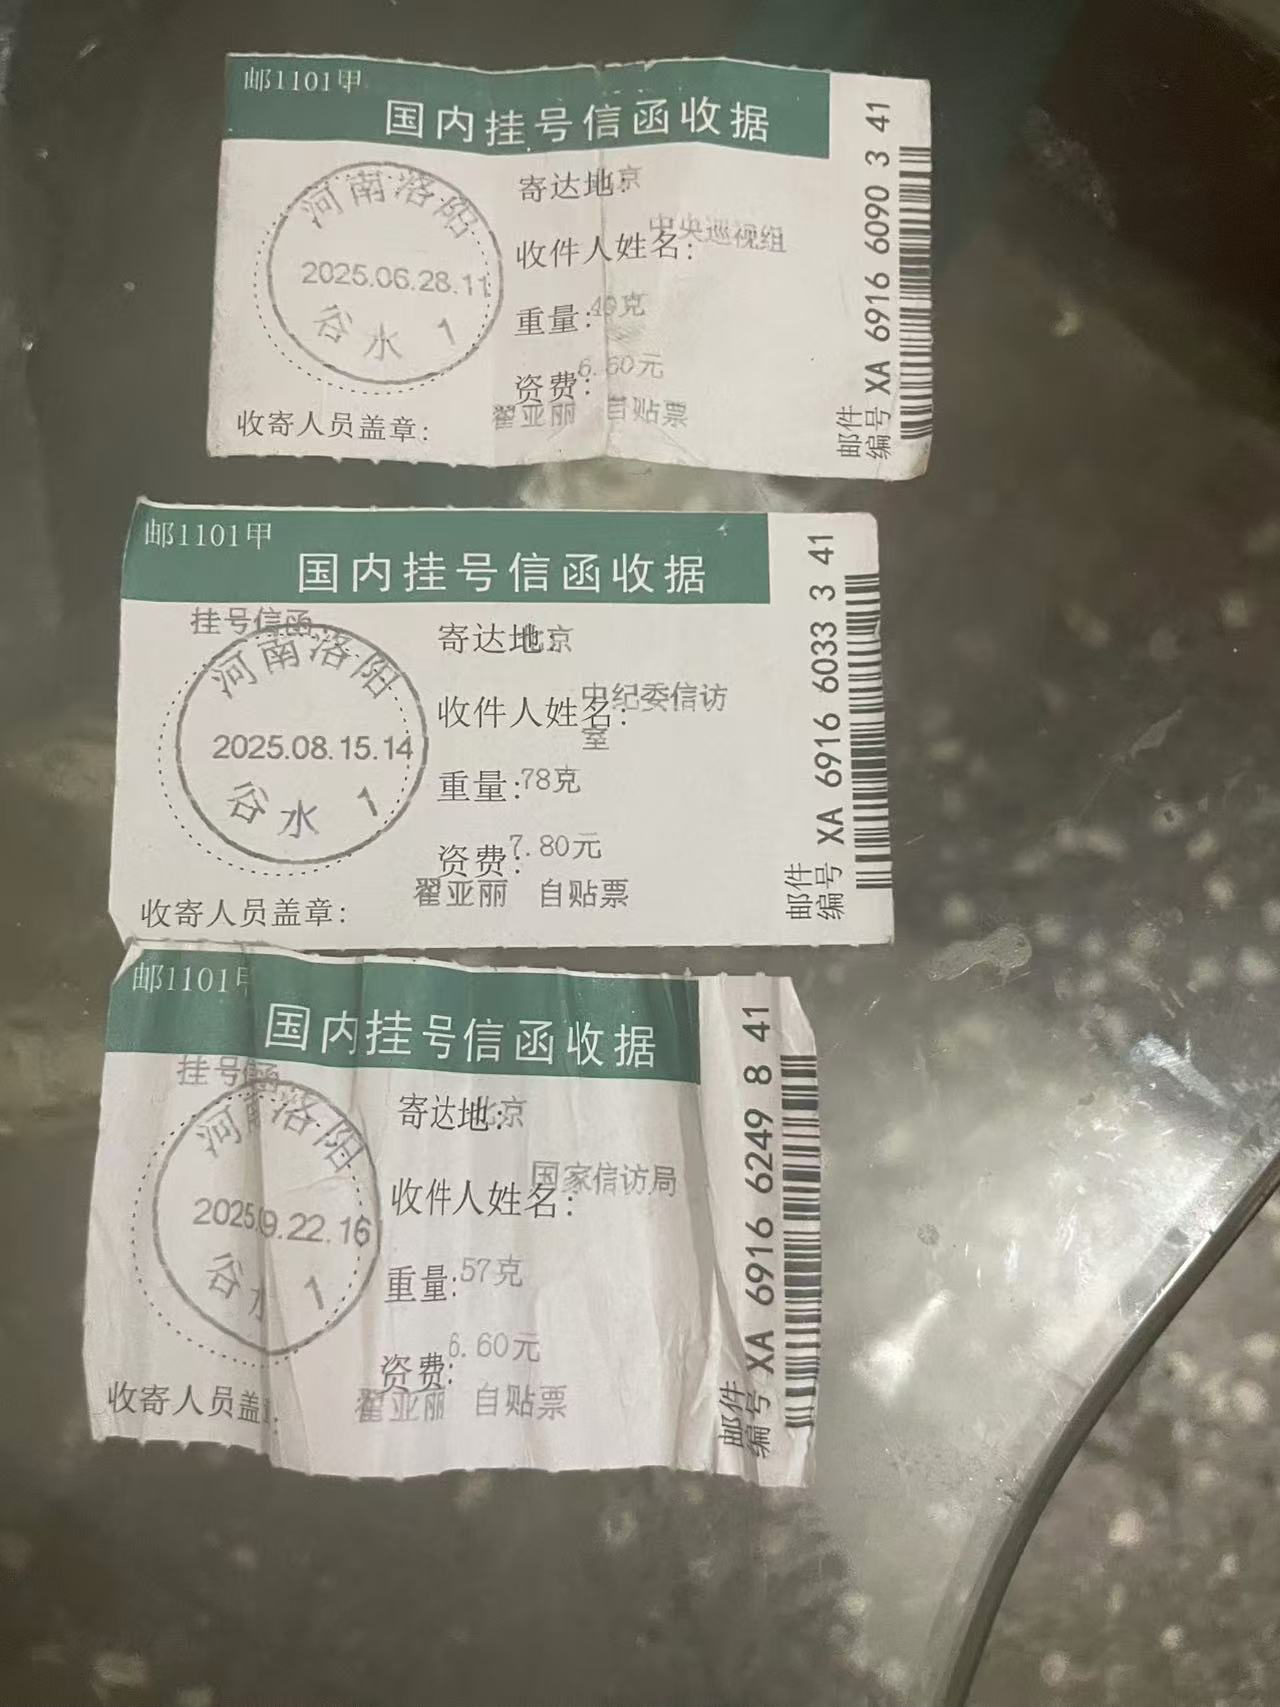 邮1101甲
国内挂号信函收据
河南洛阳
2025.06.28.11
谷水 1
寄达地:京
收件人姓名:中央巡视组
重量:40克
资费:6.60元
翟亚丽 自贴票
收寄人员盖章:
邮件编号 XA 6916 6090 3 41
邮1101甲
国内挂号信函收据
挂号信函
河南洛阳
2025.08.15.14
谷水 1
寄达地:北京
收件人姓名:中纪委信访
室
重量:78克
资费:7.80元
翟亚丽 自贴票
收寄人员盖章:
邮件编号 XA 6916 6033 3 41
邮1101甲
国内挂号信函收据
挂号信函
河南洛阳
2025.09.22.16
谷水 1
寄达地:北京
收件人姓名:国家信访局
重量:57克
资费:6.60元
翟亚丽 自贴票
收寄人员盖
邮件编号 XA 6916 6249 8 41